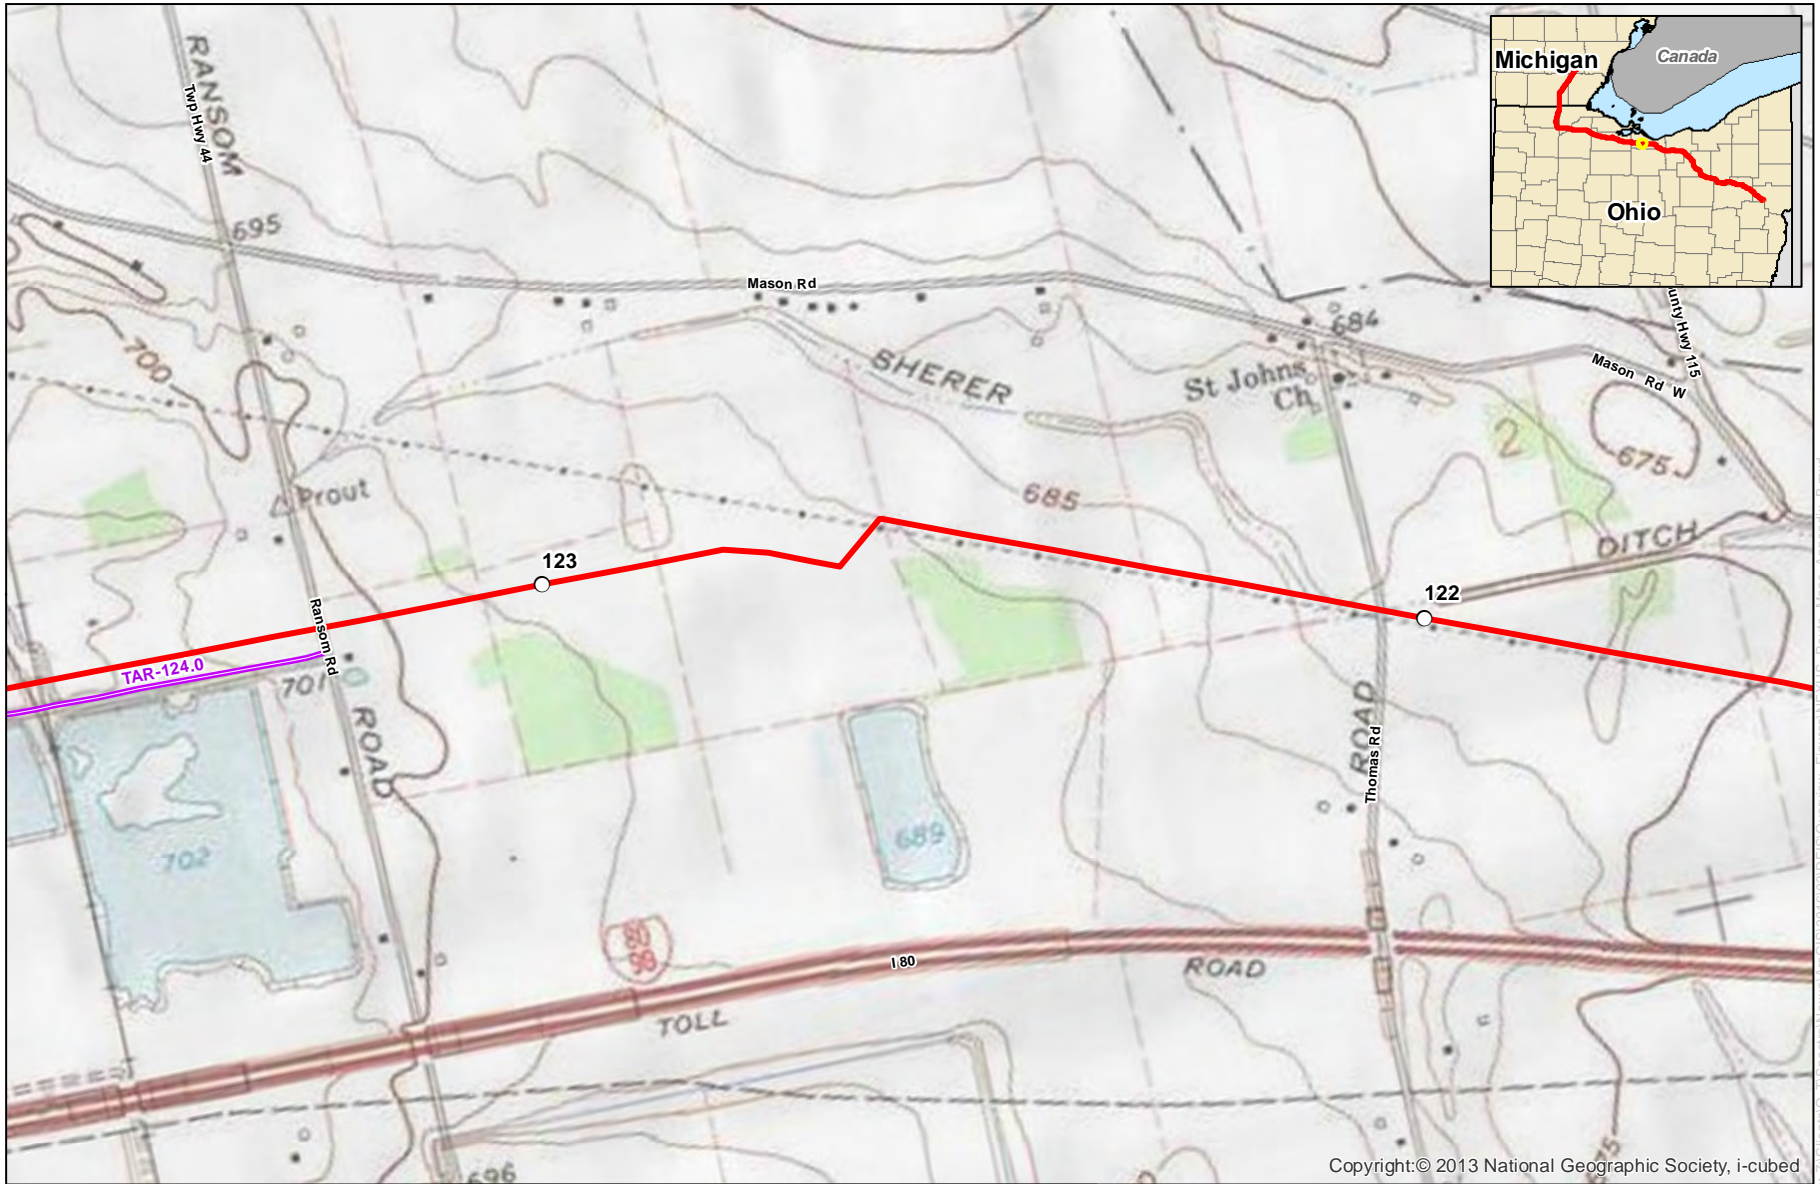 RANSOM
Twp Hwy 44
695
Mason Rd
Michigan
Canada
Ohio
684
unty Hwy 115
Mason Rd W
700
SHERER
St Johns
Ch
2
675
Prout
685
DITCH
123
122
Ransom Rd
TAR-124.0
701
ROAD
ROAD
Thomas Rd
702
689
80
90
I 80
ROAD
TOLL
696
675
Copyright:© 2013 National Geographic Society, i-cubed